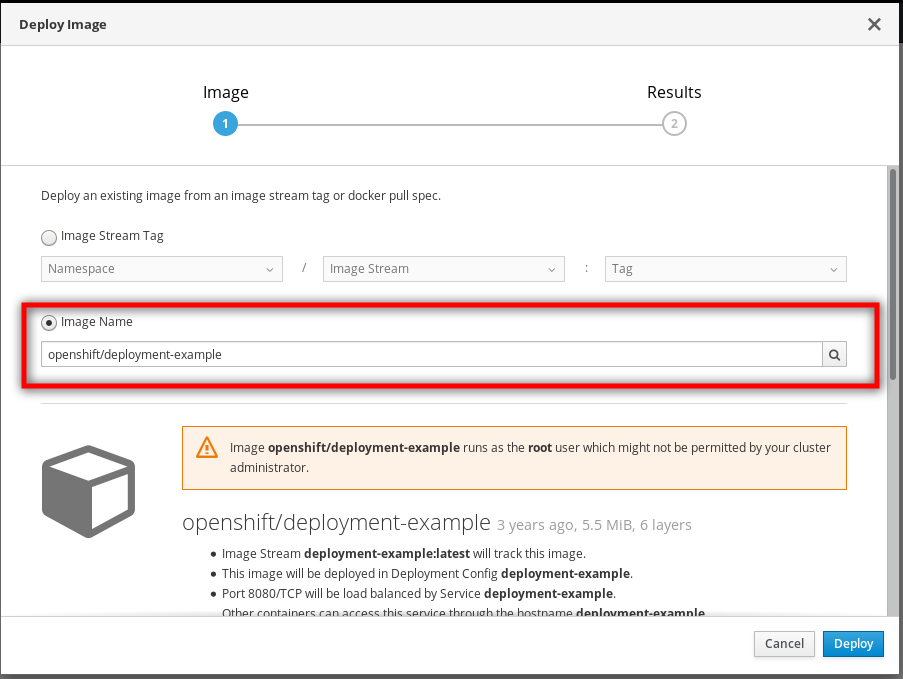 Deploy Image
Image Results
1 2
Deploy an existing image from an image stream tag or docker pull spec.
Image Stream Tag
Namespace / Image Stream : Tag
Image Name
openshift/deployment-example
Image openshift/deployment-example runs as the root user which might not be permitted by your cluster
administrator.
openshift/deployment-example 3 years ago, 5.5 MiB, 6 layers
• Image Stream deployment-example:latest will track this image.
• This image will be deployed in Deployment Config deployment-example.
• Port 8080/TCP will be load balanced by Service deployment-example.
Other containers can access this service through the hostname deployment-example
Cancel Deploy